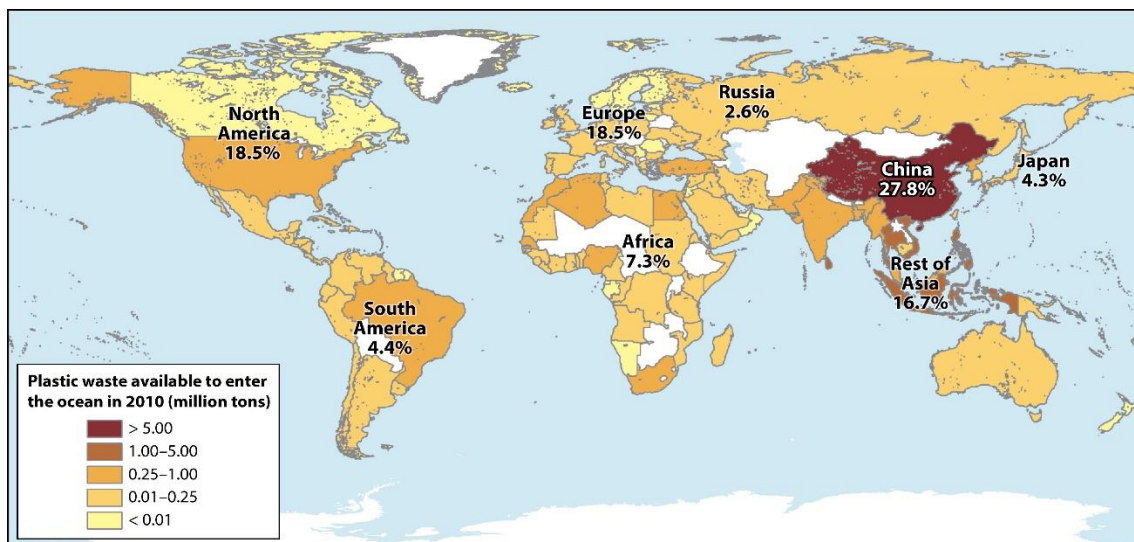 North
America
18.5%
Europe
18.5%
Russia
2.6%
China
27.8%
Japan
4.3%
Africa
7.3%
Rest of
Asia
16.7%
South
America
4.4%
Plastic waste available to enter
the ocean in 2010 (million tons)
> 5.00
1.00–5.00
0.25–1.00
0.01–0.25
< 0.01